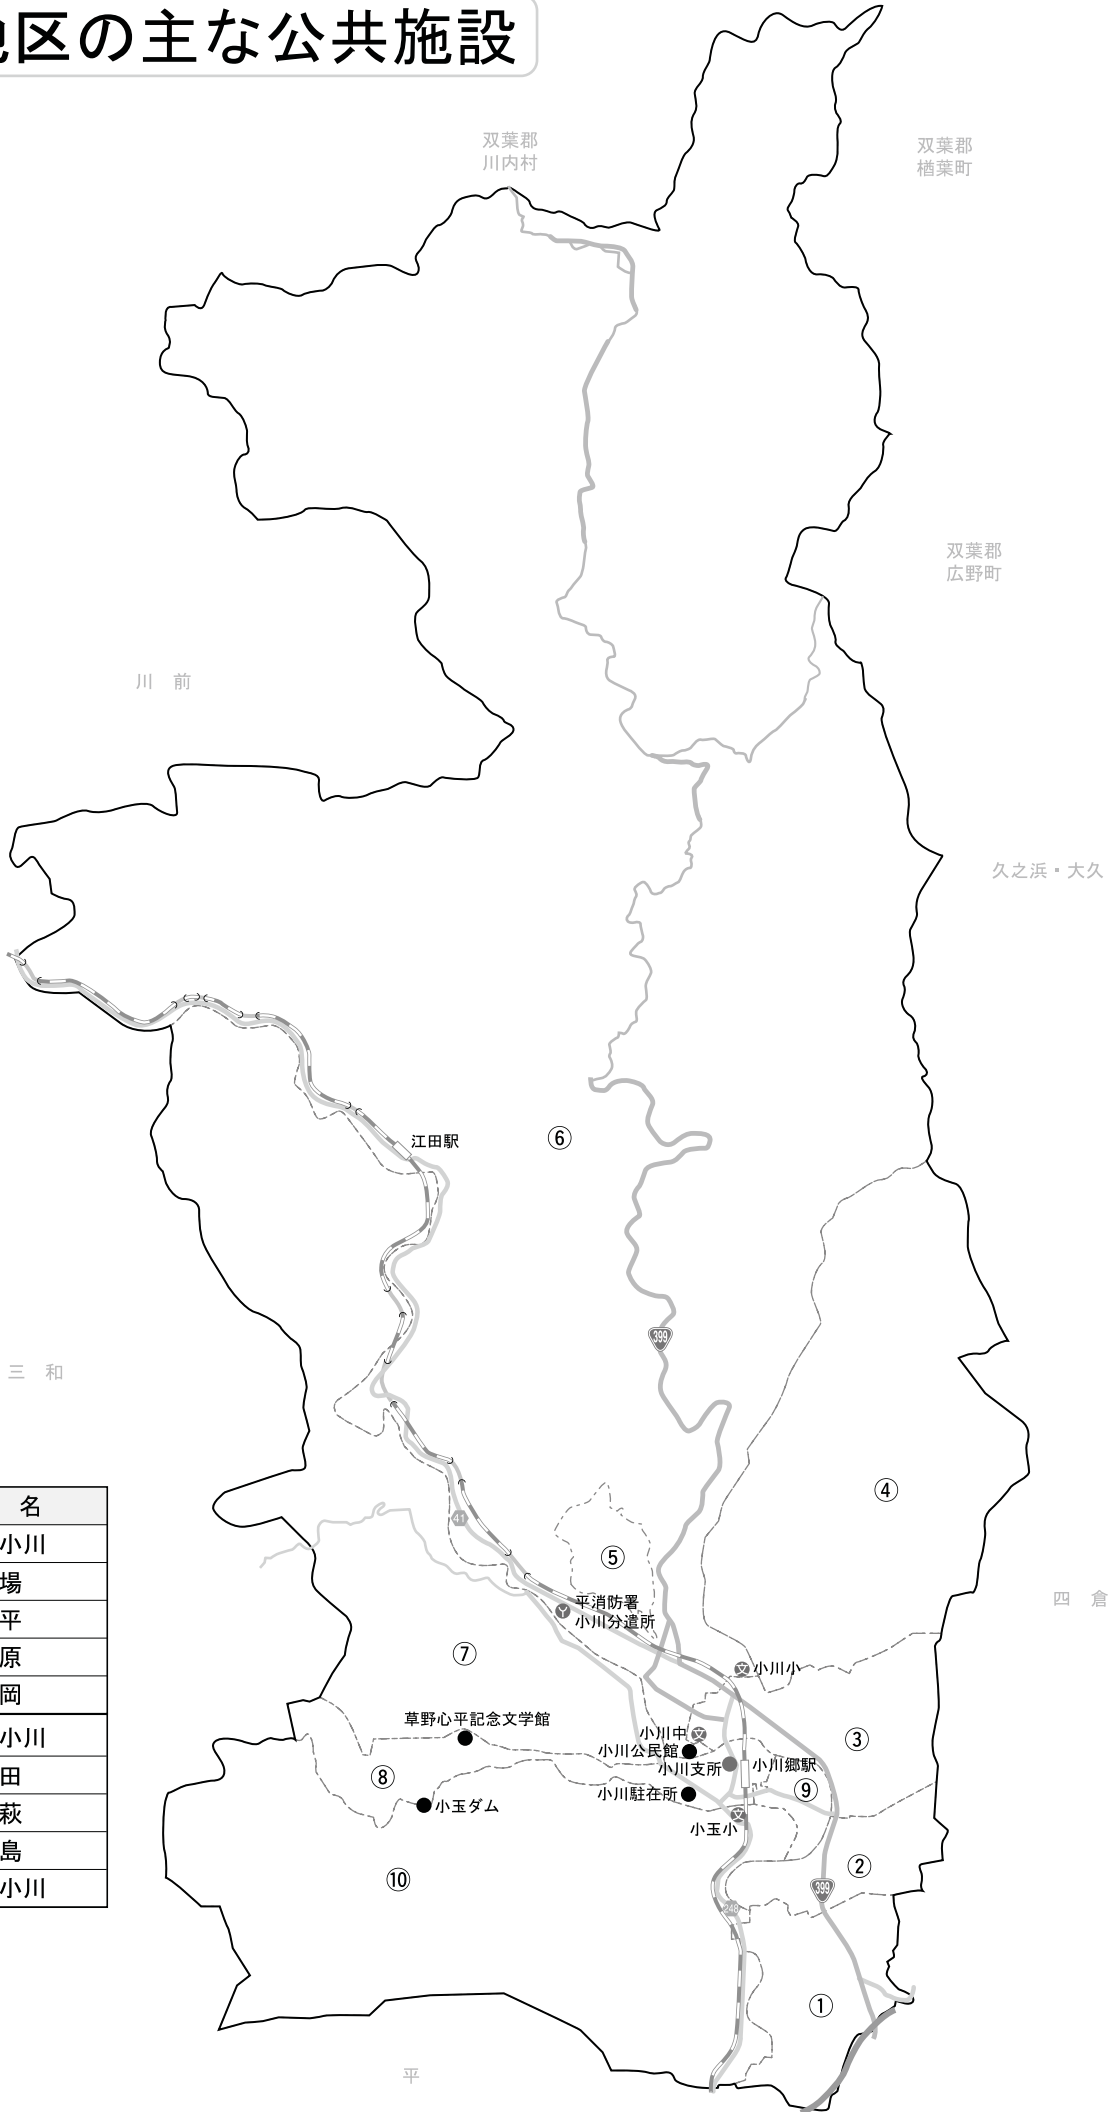 区の主な公共施設
双葉郡
川内村
双葉郡
楢葉町
双葉郡
広野町
川 前
久之浜・大久
江田駅
⑥
399
三 和
④
名
小川
場
平
原
岡
小川
田
萩
島
小川
41
⑤
平消防署
小川分遣所
四 倉
⑦
小川小
草野心平記念文学館
小川中
小川公民館
小川支所
小川郷駅
③
⑧
⑨
小川駐在所
小玉ダム
小玉小
②
⑩
399
248
①
平